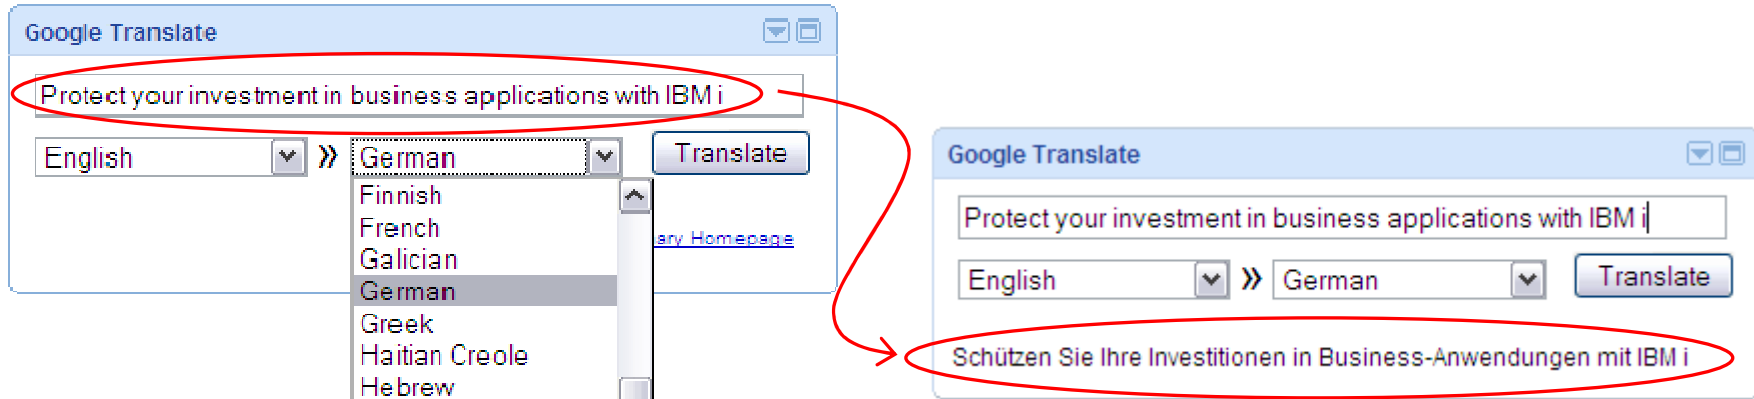 Google Translate
Protect your investment in business applications with IBM i
English » German Translate
Finnish
French
ary Homepage
Galician
German
Greek
Haitian Creole
Hebrew
Google Translate
Protect your investment in business applications with IBM i
English » German Translate
Schützen Sie Ihre Investitionen in Business-Anwendungen mit IBM i